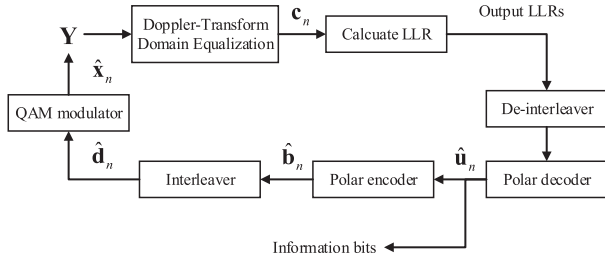 Output LLRs
Y
Doppler-Transform
Domain Equalization
c_n
Calcuate LLR
x̂_n
QAM modulator
De-interleaver
d̂_n
Interleaver
b̂_n
Polar encoder
û_n
Polar decoder
Information bits